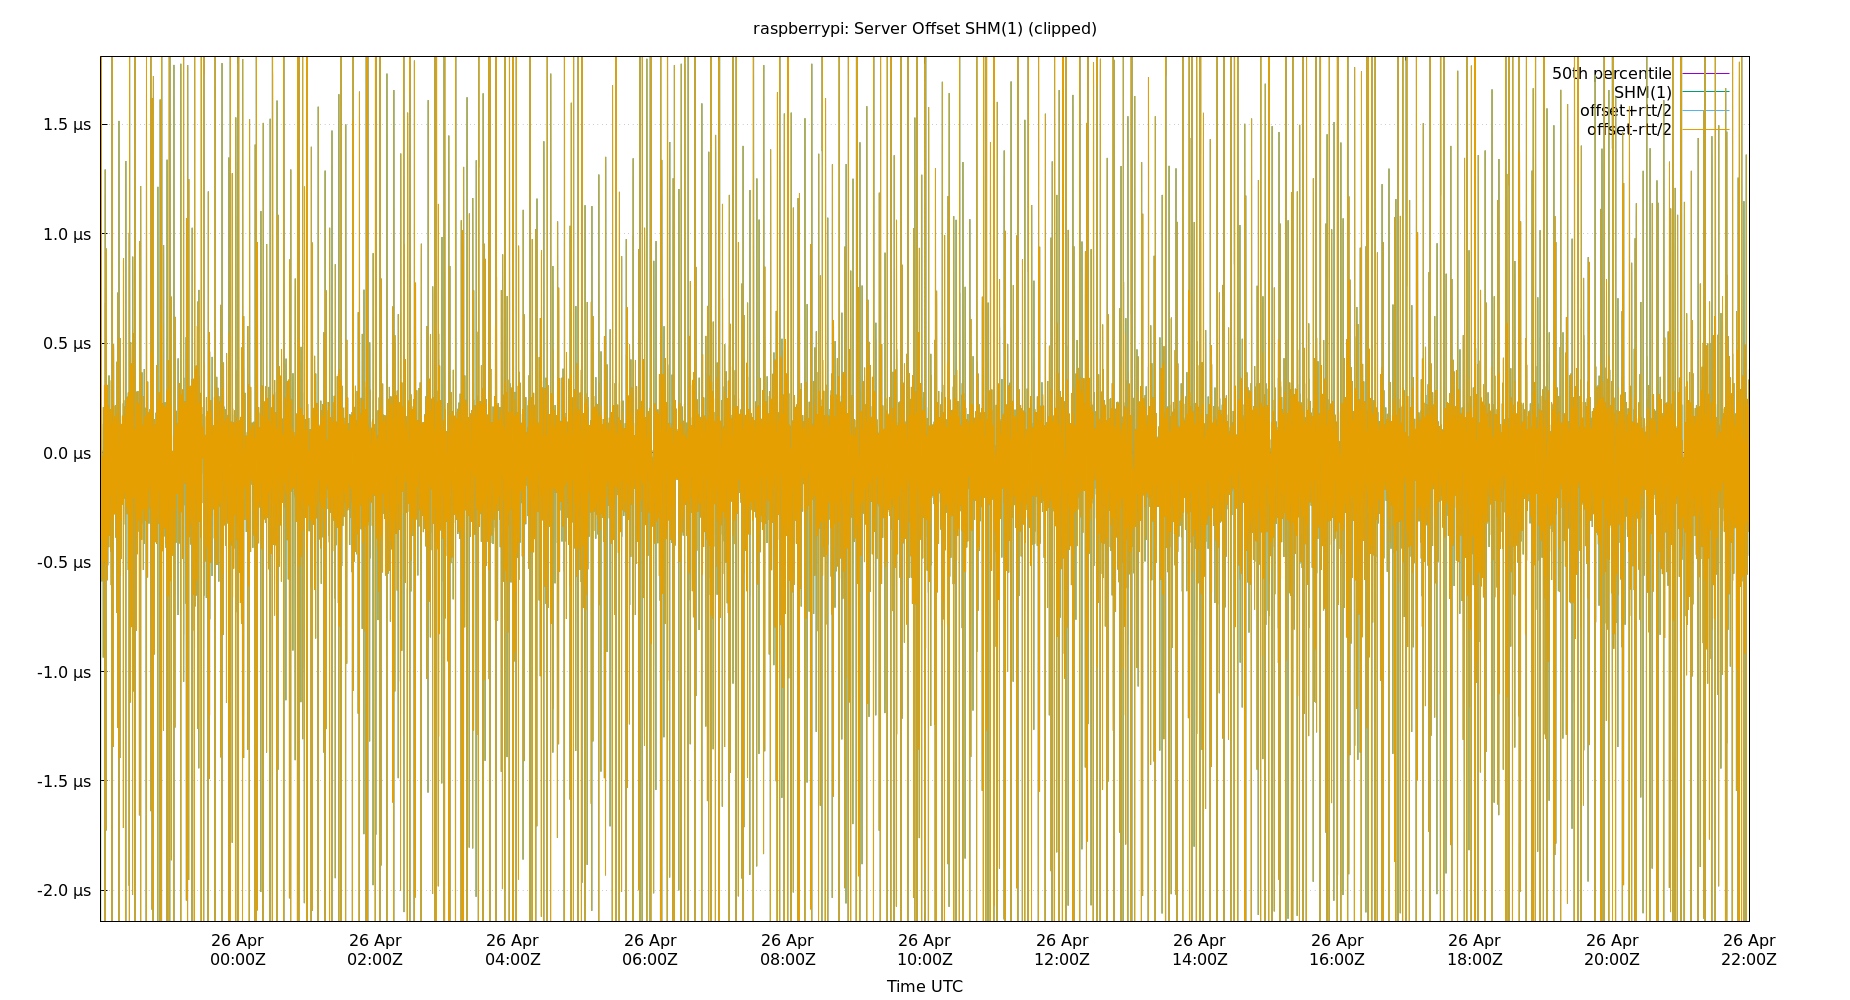 raspberrypi: Server Offset SHM(1) (clipped)
50th percentile
SHM(1)
offset+rtt/2
offset-rtt/2
1.5 µs
1.0 µs
0.5 µs
0.0 µs
-0.5 µs
-1.0 µs
-1.5 µs
-2.0 µs
26 Apr 26 Apr 26 Apr 26 Apr 26 Apr 26 Apr 26 Apr 26 Apr 26 Apr 26 Apr 26 Apr 26 Apr
00:00Z 02:00Z 04:00Z 06:00Z 08:00Z 10:00Z 12:00Z 14:00Z 16:00Z 18:00Z 20:00Z 22:00Z
Time UTC